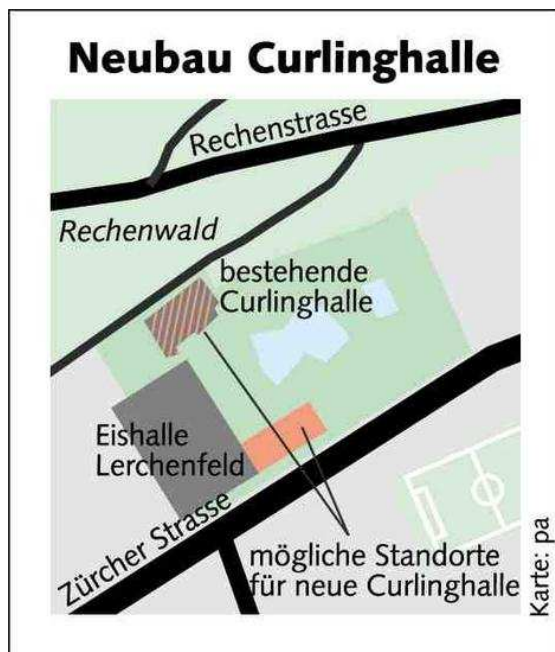 Neubau Curlinghalle
Rechenstrasse
Rechenwald
bestehende
Curlinghalle
Eishalle
Lerchenfeld
Zürcher Strasse
mögliche Standorte
für neue Curlinghalle
Karte: pa